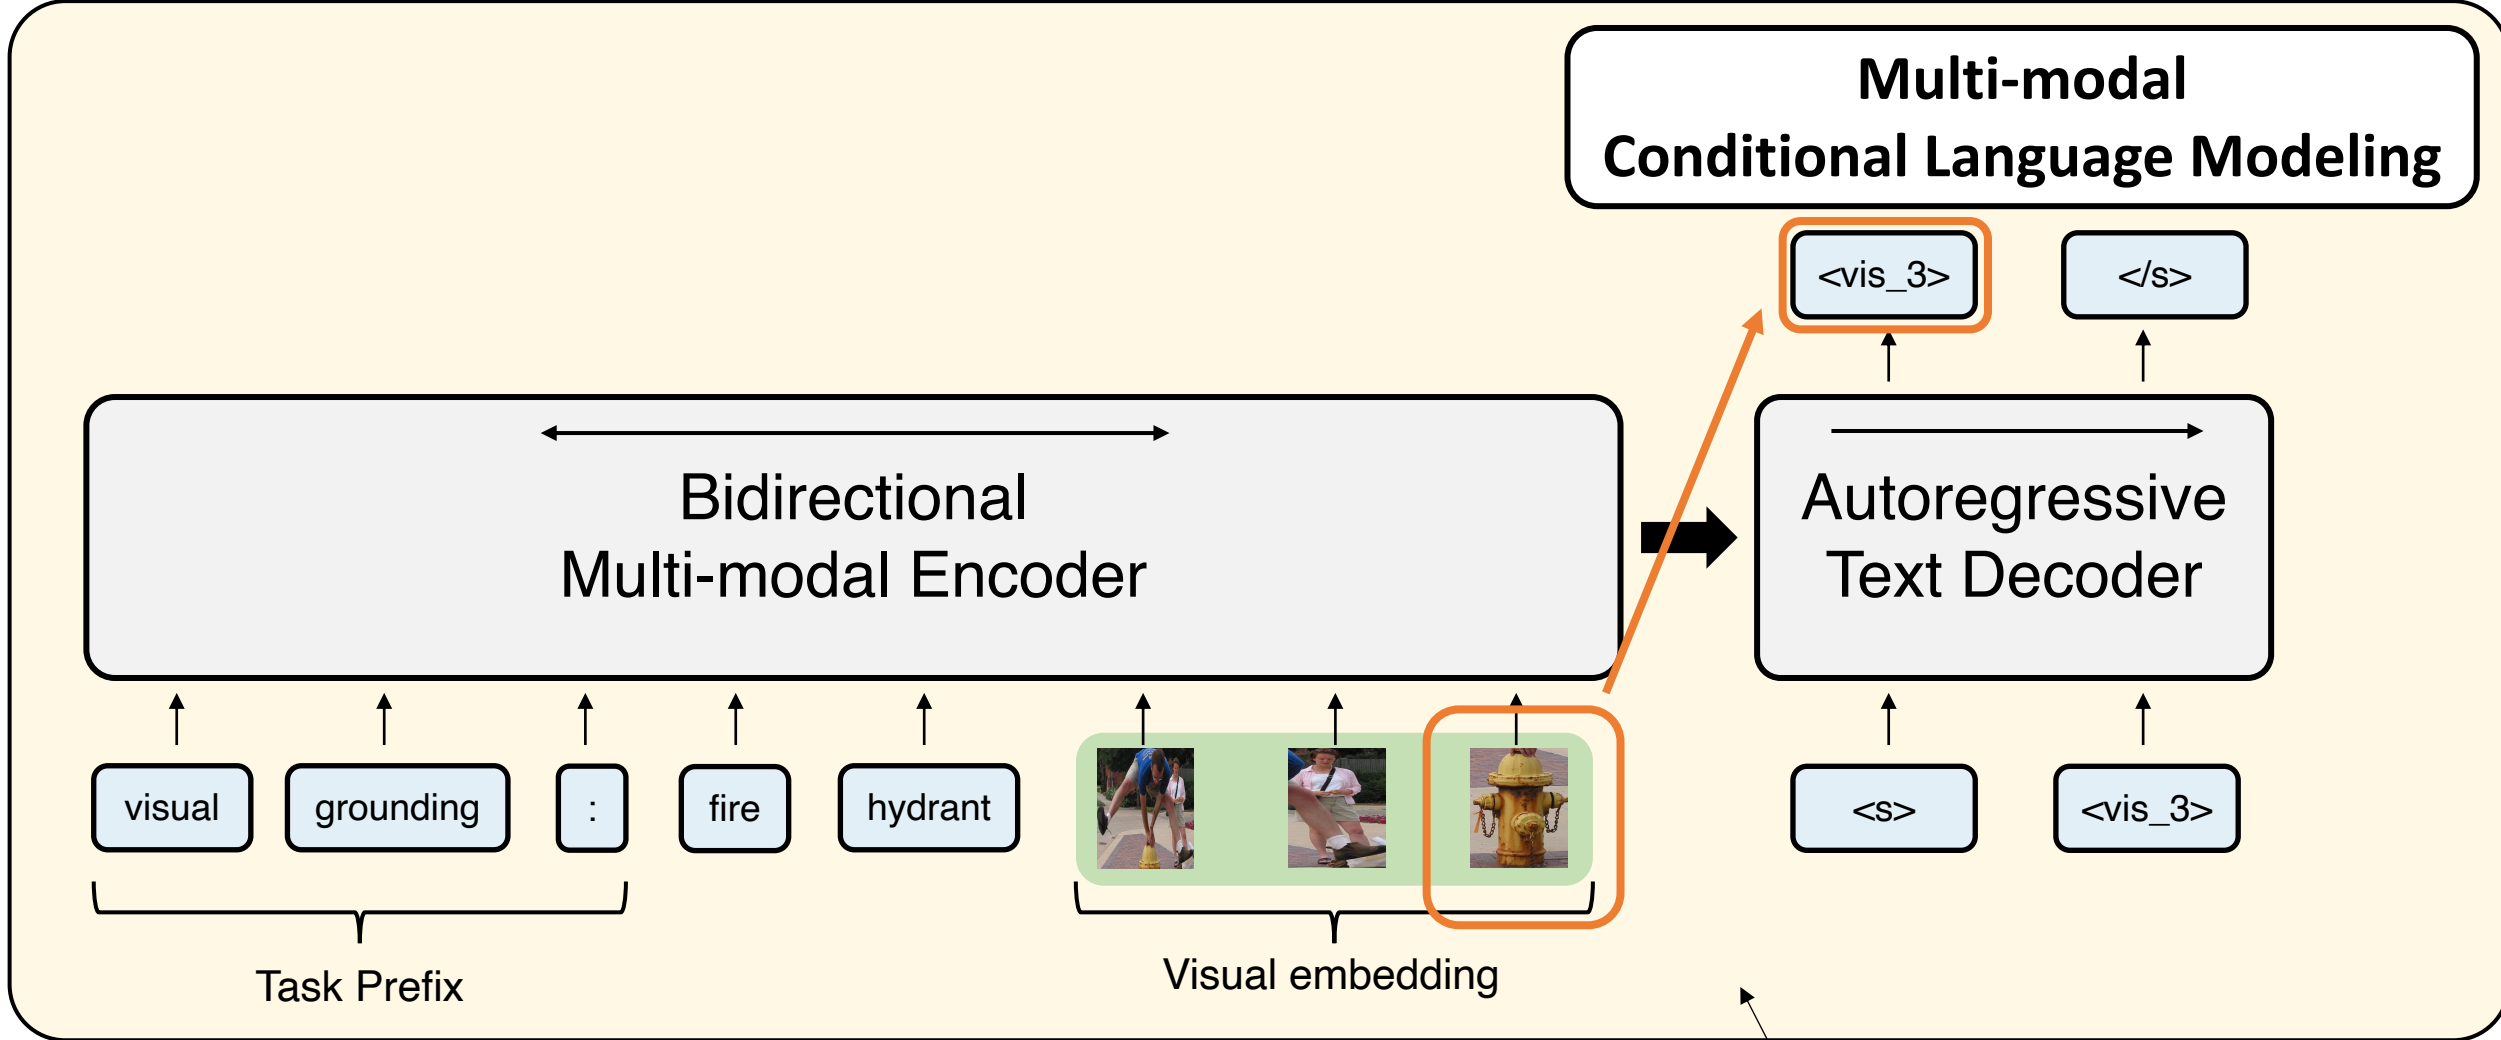 Multi-modal
Conditional Language Modeling
<vis_3>
</s>
Bidirectional
Multi-modal Encoder
Autoregressive
Text Decoder
visual
grounding
:
fire
hydrant
<s>
<vis_3>
Task Prefix
Visual embedding